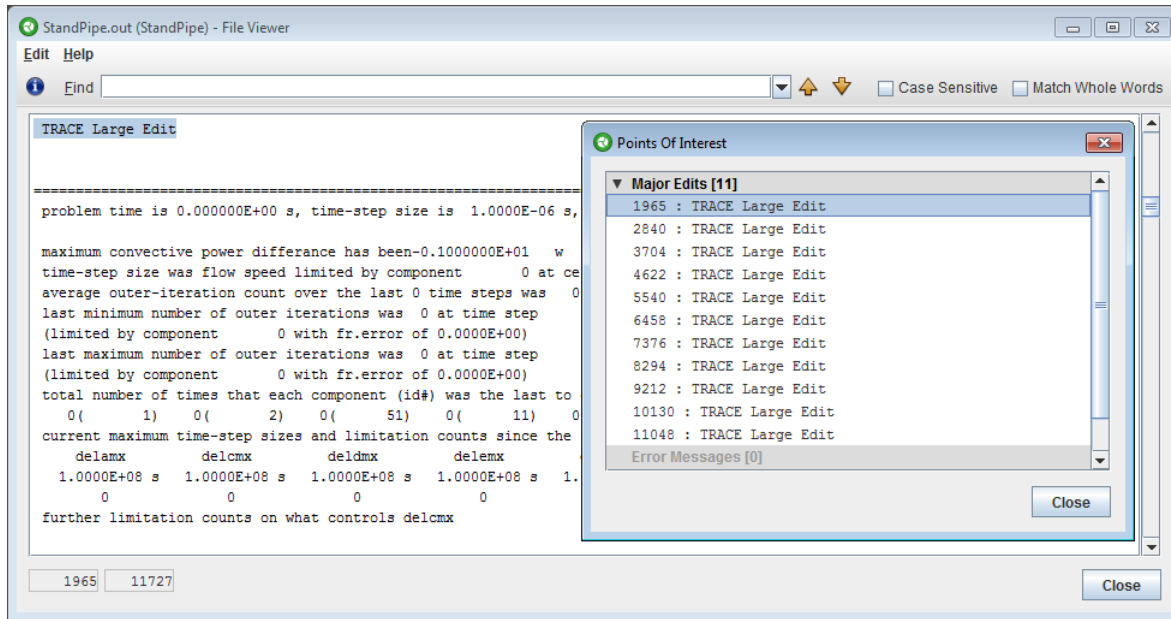 StandPipe.out (StandPipe) - File Viewer
Edit Help
Find
Case Sensitive Match Whole Words
TRACE Large Edit
================================================================
problem time is 0.000000E+00 s, time-step size is 1.0000E-06 s,
maximum convective power differance has been-0.1000000E+01 w
time-step size was flow speed limited by component 0 at ce
average outer-iteration count over the last 0 time steps was 0
last minimum number of outer iterations was 0 at time step
(limited by component 0 with fr.error of 0.0000E+00)
last maximum number of outer iterations was 0 at time step
(limited by component 0 with fr.error of 0.0000E+00)
total number of times that each component (id#) was the last to
0( 1) 0( 2) 0( 51) 0( 11) 0
current maximum time-step sizes and limitation counts since the
delamx delcmx deldmx delemx
1.0000E+08 s 1.0000E+08 s 1.0000E+08 s 1.0000E+08 s 1.
0 0 0 0
further limitation counts on what controls delcmx
Points Of Interest
Major Edits [11]
1965 : TRACE Large Edit
2840 : TRACE Large Edit
3704 : TRACE Large Edit
4622 : TRACE Large Edit
5540 : TRACE Large Edit
6458 : TRACE Large Edit
7376 : TRACE Large Edit
8294 : TRACE Large Edit
9212 : TRACE Large Edit
10130 : TRACE Large Edit
11048 : TRACE Large Edit
Error Messages [0]
Close
1965 11727
Close